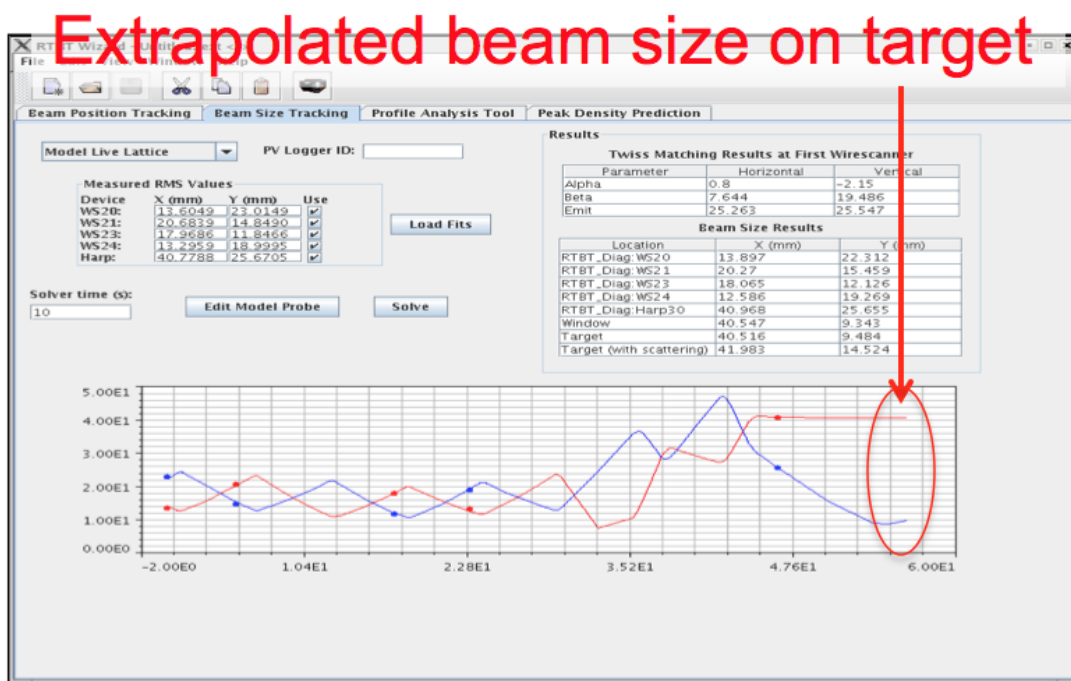 Extrapolated beam size on target
RTBT Wizard - Untitled.ext
File
Beam Position Tracking Beam Size Tracking Profile Analysis Tool Peak Density Prediction
Model Live Lattice PV Logger ID:
Measured RMS Values
Device X (mm) Y (mm) Use
WS20: 13.6049 23.0149
WS21: 20.6839 14.8490
WS23: 17.9686 11.8466
WS24: 13.2959 18.9995
Harp: 40.7788 25.6705
Load Fits
Solver time (s):
10
Edit Model Probe Solve
Results
Twiss Matching Results at First Wirescanner
Parameter Horizontal Vertical
Alpha 0.8 -2.15
Beta 7.644 19.486
Emit 25.263 25.547
Beam Size Results
Location X (mm) Y (mm)
RTBT_Diag:WS20 13.897 22.312
RTBT_Diag:WS21 20.27 15.459
RTBT_Diag:WS23 18.065 12.126
RTBT_Diag:WS24 12.586 19.269
RTBT_Diag:Harp30 40.968 25.655
Window 40.547 9.343
Target 40.516 9.484
Target (with scattering) 41.983 14.524
5.00E1
4.00E1
3.00E1
2.00E1
1.00E1
0.00E0
-2.00E0 1.04E1 2.28E1 3.52E1 4.76E1 6.00E1